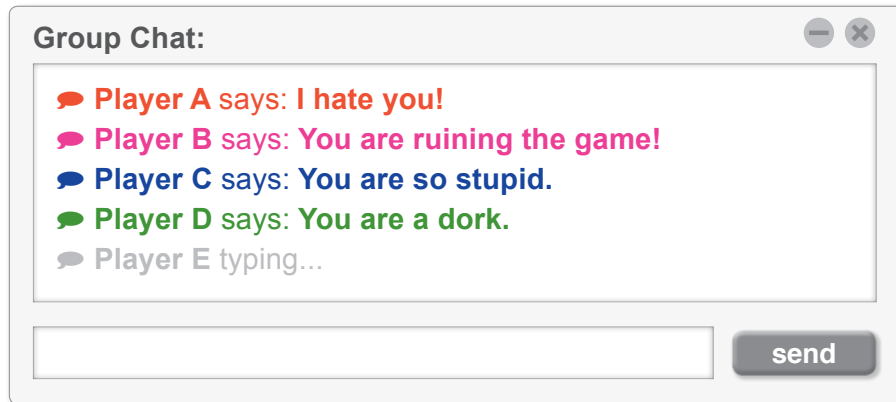 Group Chat:
Player A says: I hate you!
Player B says: You are ruining the game!
Player C says: You are so stupid.
Player D says: You are a dork.
Player E typing...
send